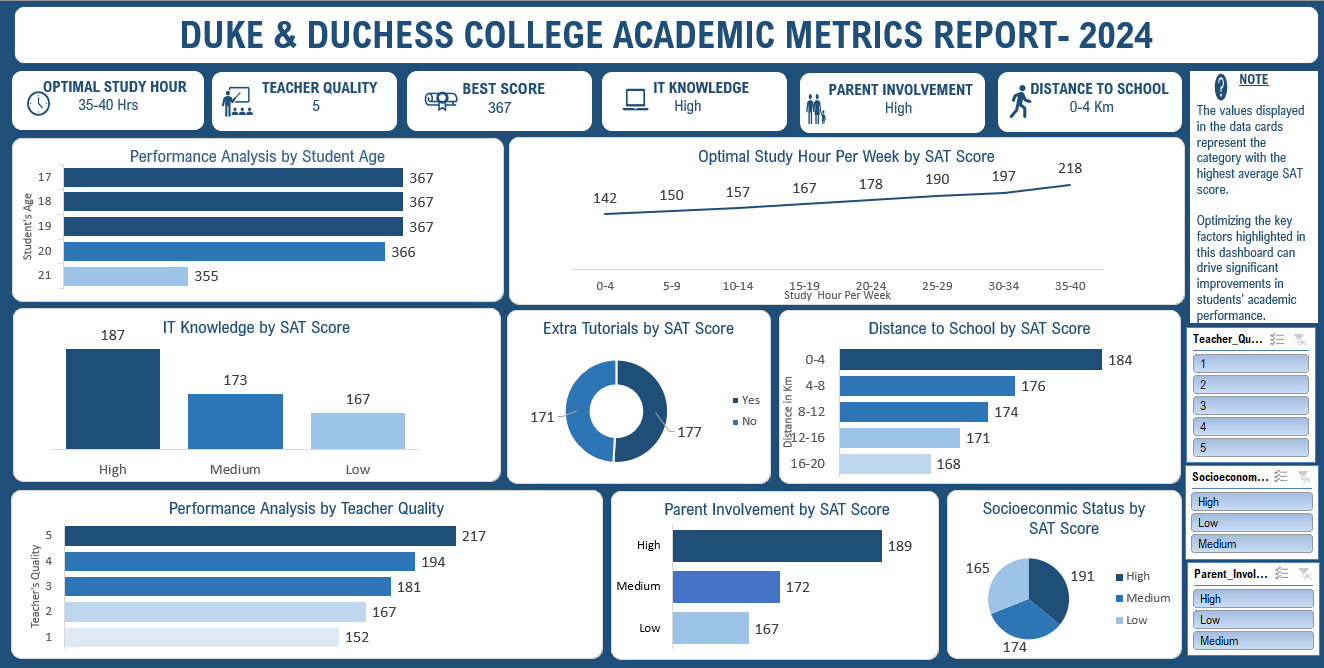 DUKE & DUCHESS COLLEGE ACADEMIC METRICS REPORT- 2024
OPTIMAL STUDY HOUR
35-40 Hrs
TEACHER QUALITY
5
BEST SCORE
367
IT KNOWLEDGE
High
PARENT INVOLVEMENT
High
DISTANCE TO SCHOOL
0-4 Km
NOTE
The values displayed
in the data cards
represent the
category with the
highest average SAT
score.
Optimizing the key
factors highlighted in
this dashboard can
drive significant
improvements in
students' academic
performance.
Performance Analysis by Student Age
Student's Age
17 367
18 367
19 367
20 366
21 355
Optimal Study Hour Per Week by SAT Score
142 150 157 167 178 190 197 218
0-4 5-9 10-14 15-19 20-24 25-29 30-34 35-40
Study Hour Per Week
IT Knowledge by SAT Score
187 173 167
High Medium Low
Extra Tutorials by SAT Score
171
177
Yes
No
Distance to School by SAT Score
Distance in Km
0-4 184
4-8 176
8-12 174
12-16 171
16-20 168
Teacher_Qu...
1
2
3
4
5
Socioeconom...
High
Low
Medium
Parent_Invol...
High
Low
Medium
Performance Analysis by Teacher Quality
Teacher's Quality
5 217
4 194
3 181
2 167
1 152
Parent Involvement by SAT Score
High 189
Medium 172
Low 167
Socioeconmic Status by
SAT Score
165
191
174
High
Medium
Low